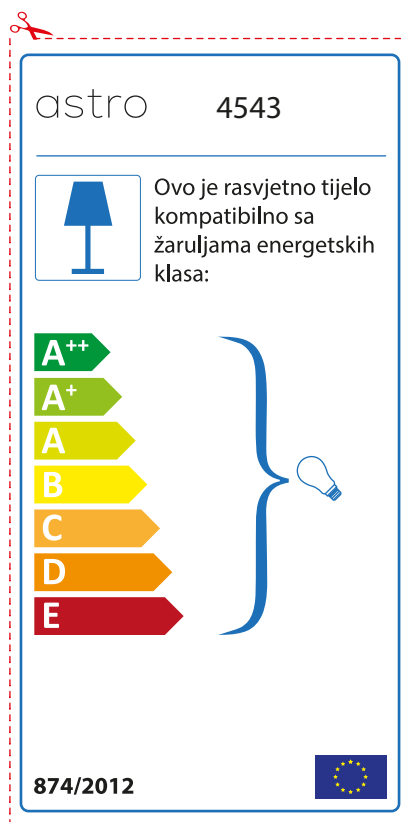 astro 4543
Ovo je rasvjetno tijelo
kompatibilno sa
žaruljama energetskih
klasa:
A++
A+
A
B
C
D
E
874/2012